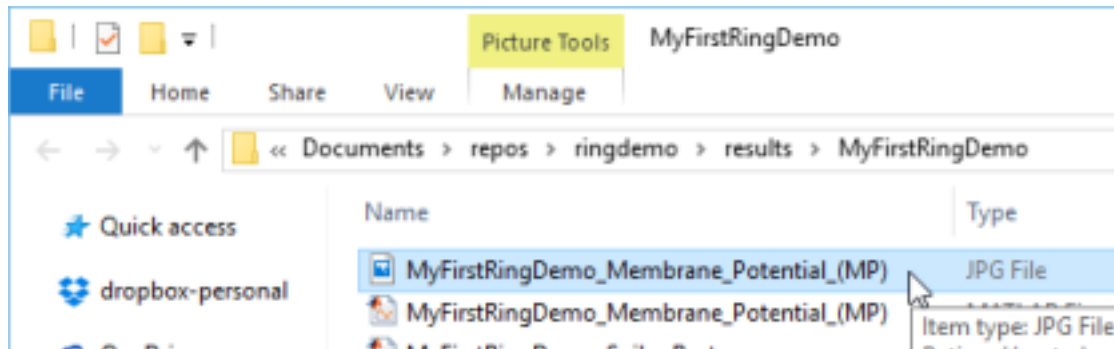 Picture Tools MyFirstRingDemo
File Home Share View Manage
« Documents > repos > ringdemo > results > MyFirstRingDemo
Name Type
Quick access
MyFirstRingDemo_Membrane_Potential_(MP) JPG File
dropbox-personal
MyFirstRingDemo_Membrane_Potential_(MP)
Item type: JPG File